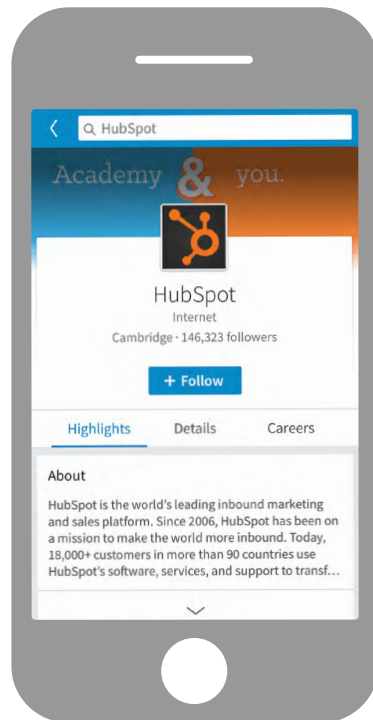 HubSpot
Academy & you.
HubSpot
Internet
Cambridge · 146,323 followers
+ Follow
Highlights Details Careers
About
HubSpot is the world's leading inbound marketing
and sales platform. Since 2006, HubSpot has been on
a mission to make the world more inbound. Today,
18,000+ customers in more than 90 countries use
HubSpot's software, services, and support to transf...